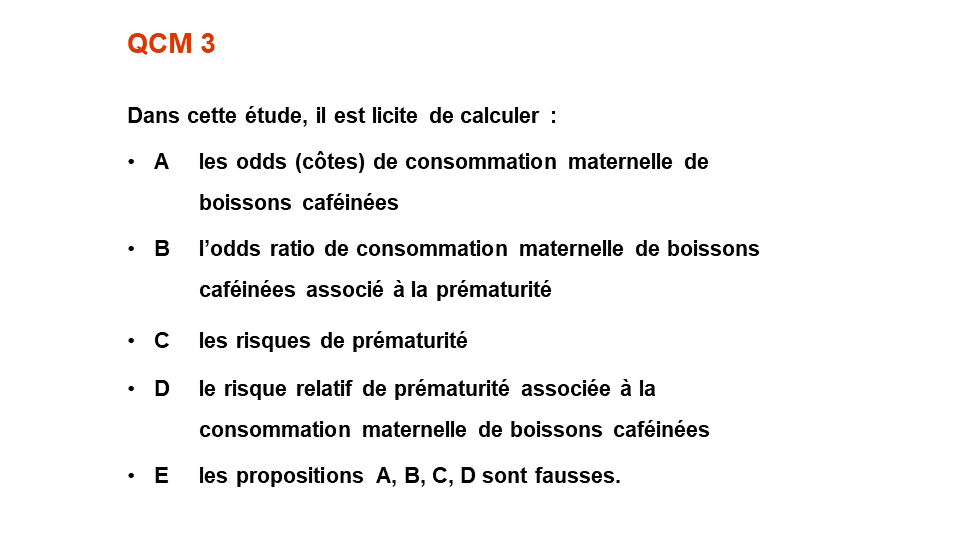 QCM 3
Dans cette étude, il est licite de calculer :
• A les odds (côtes) de consommation maternelle de
boissons caféinées
• B l’odds ratio de consommation maternelle de boissons
caféinées associé à la prématurité
• C les risques de prématurité
• D le risque relatif de prématurité associée à la
consommation maternelle de boissons caféinées
• E les propositions A, B, C, D sont fausses.